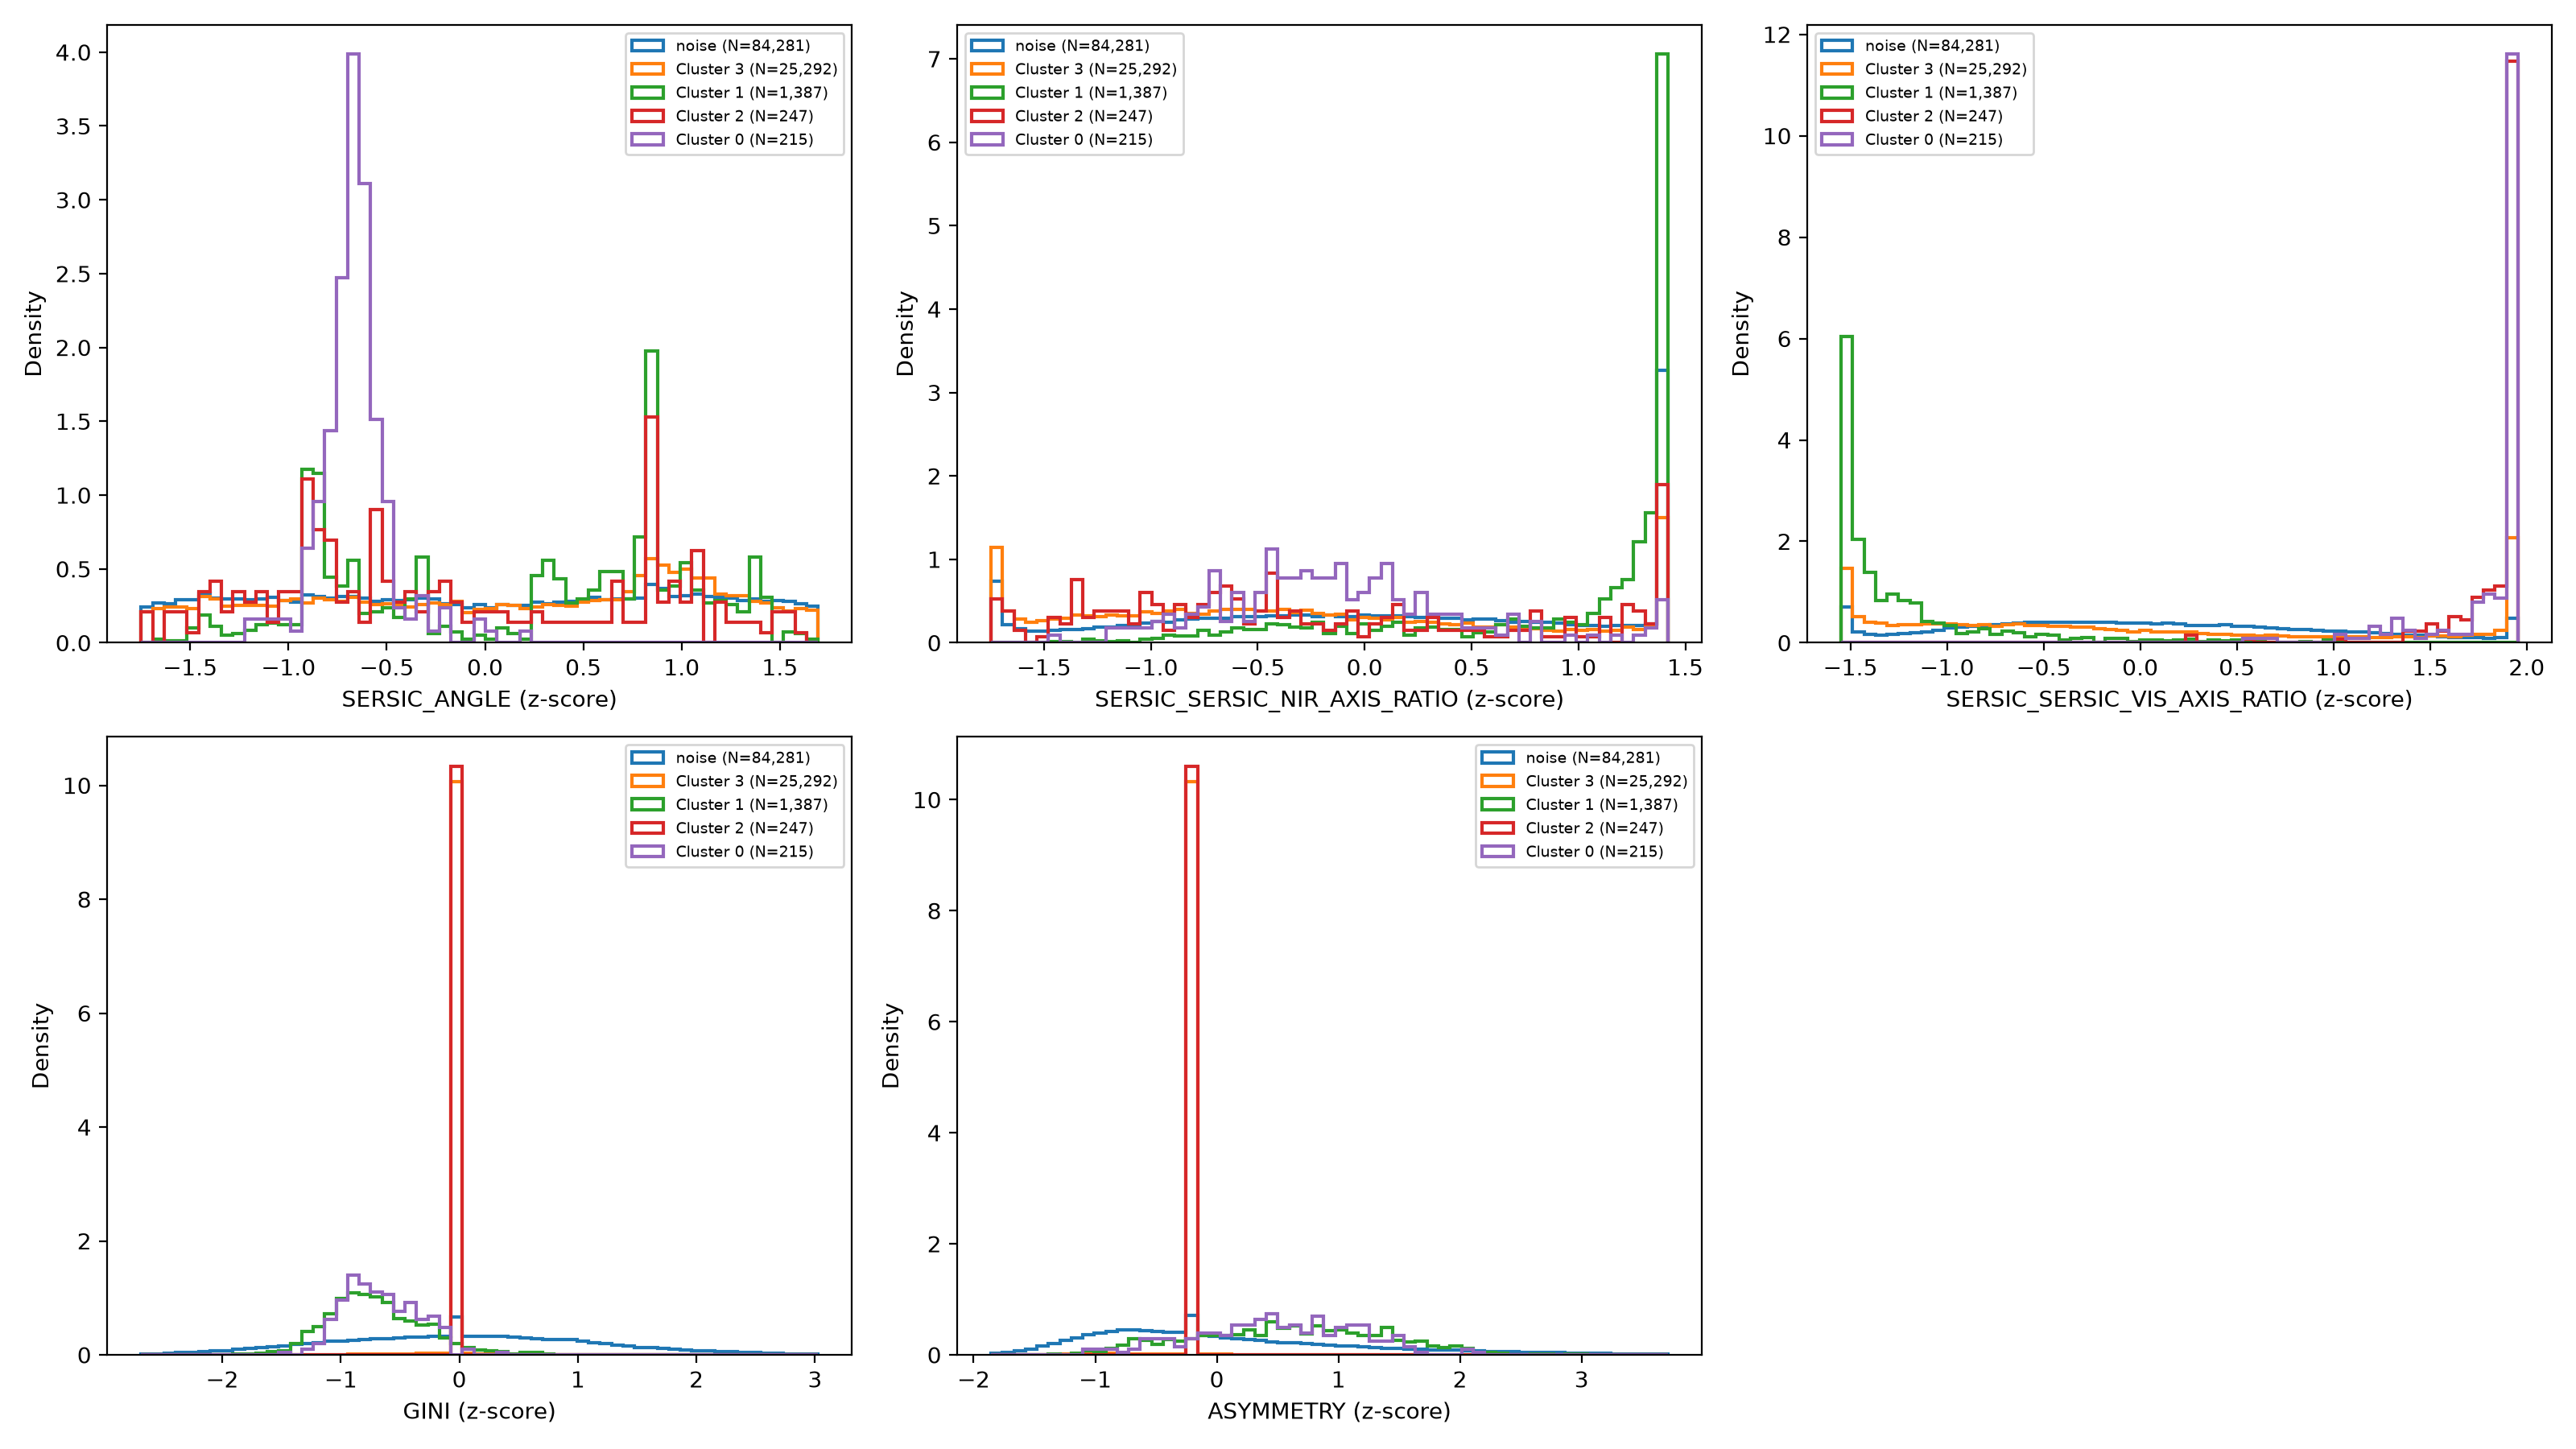 Density
4.0
3.5
3.0
2.5
2.0
1.5
1.0
0.5
0.0
−1.5 −1.0 −0.5 0.0 0.5 1.0 1.5
SERSIC_ANGLE (z-score)
noise (N=84,281)
Cluster 3 (N=25,292)
Cluster 1 (N=1,387)
Cluster 2 (N=247)
Cluster 0 (N=215)
Density
7
6
5
4
3
2
1
0
−1.5 −1.0 −0.5 0.0 0.5 1.0 1.5
SERSIC_SERSIC_NIR_AXIS_RATIO (z-score)
noise (N=84,281)
Cluster 3 (N=25,292)
Cluster 1 (N=1,387)
Cluster 2 (N=247)
Cluster 0 (N=215)
Density
12
10
8
6
4
2
0
−1.5 −1.0 −0.5 0.0 0.5 1.0 1.5 2.0
SERSIC_SERSIC_VIS_AXIS_RATIO (z-score)
noise (N=84,281)
Cluster 3 (N=25,292)
Cluster 1 (N=1,387)
Cluster 2 (N=247)
Cluster 0 (N=215)
Density
10
8
6
4
2
0
−2 −1 0 1 2 3
GINI (z-score)
noise (N=84,281)
Cluster 3 (N=25,292)
Cluster 1 (N=1,387)
Cluster 2 (N=247)
Cluster 0 (N=215)
Density
10
8
6
4
2
0
−2 −1 0 1 2 3
ASYMMETRY (z-score)
noise (N=84,281)
Cluster 3 (N=25,292)
Cluster 1 (N=1,387)
Cluster 2 (N=247)
Cluster 0 (N=215)